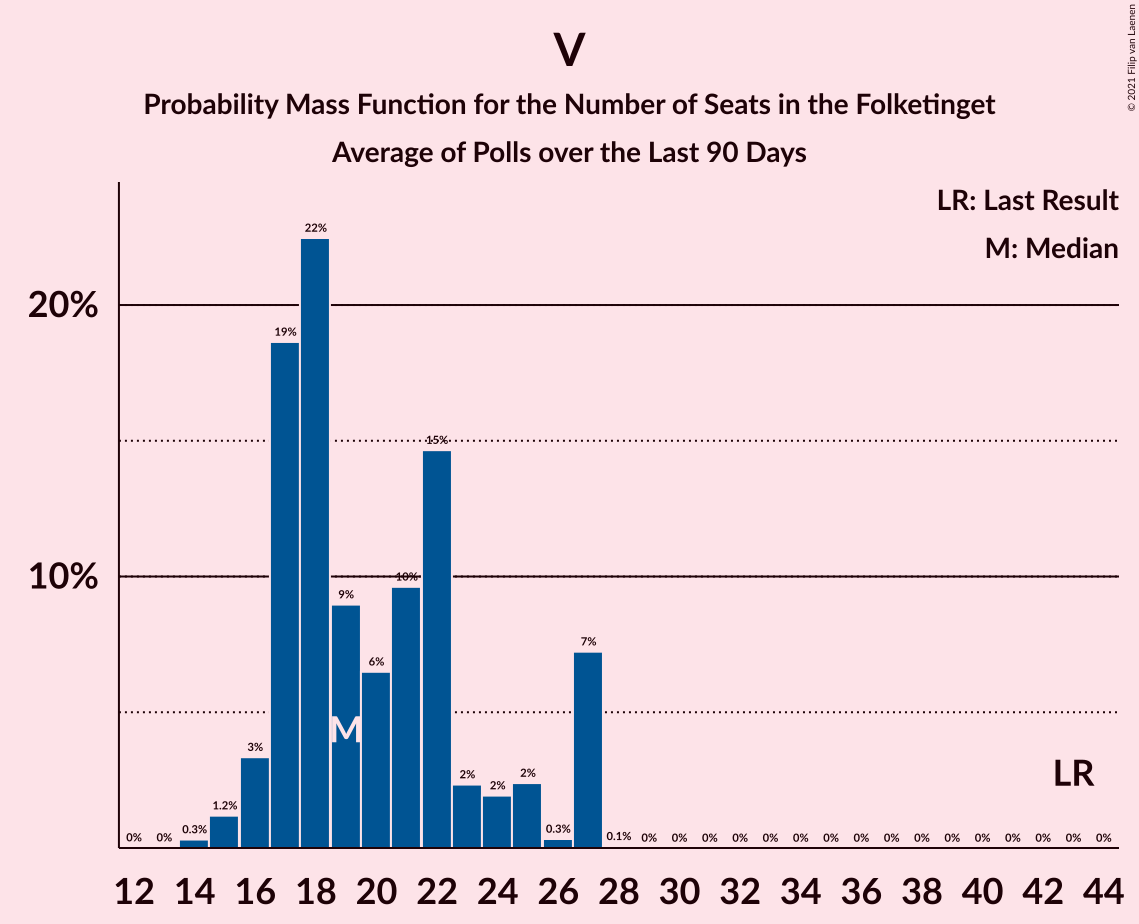 V
Probability Mass Function for the Number of Seats in the Folketinget
Average of Polls over the Last 90 Days
© 2021 Filip van Laenen
LR: Last Result
M: Median
20%
10%
0% 0% 0.3% 1.2% 3% 19% 22% 9% 6% 10% 15% 2% 2% 2% 0.3% 7% 0.1% 0% 0% 0% 0% 0% 0% 0% 0% 0% 0% 0% 0% 0% 0% 0% 0%
M
LR
12 14 16 18 20 22 24 26 28 30 32 34 36 38 40 42 44